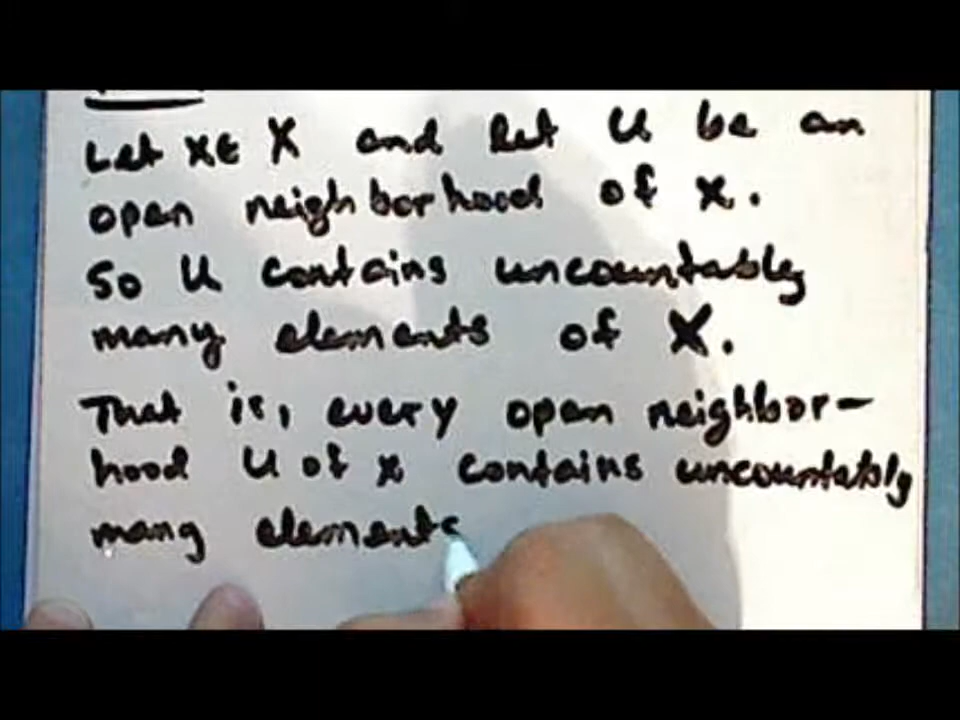 Let x ∈ X and let U be an
open neighborhood of x.
So U contains uncountably
many elements of X.
That is, every open neighbor-
hood U of x contains uncountably
many elements